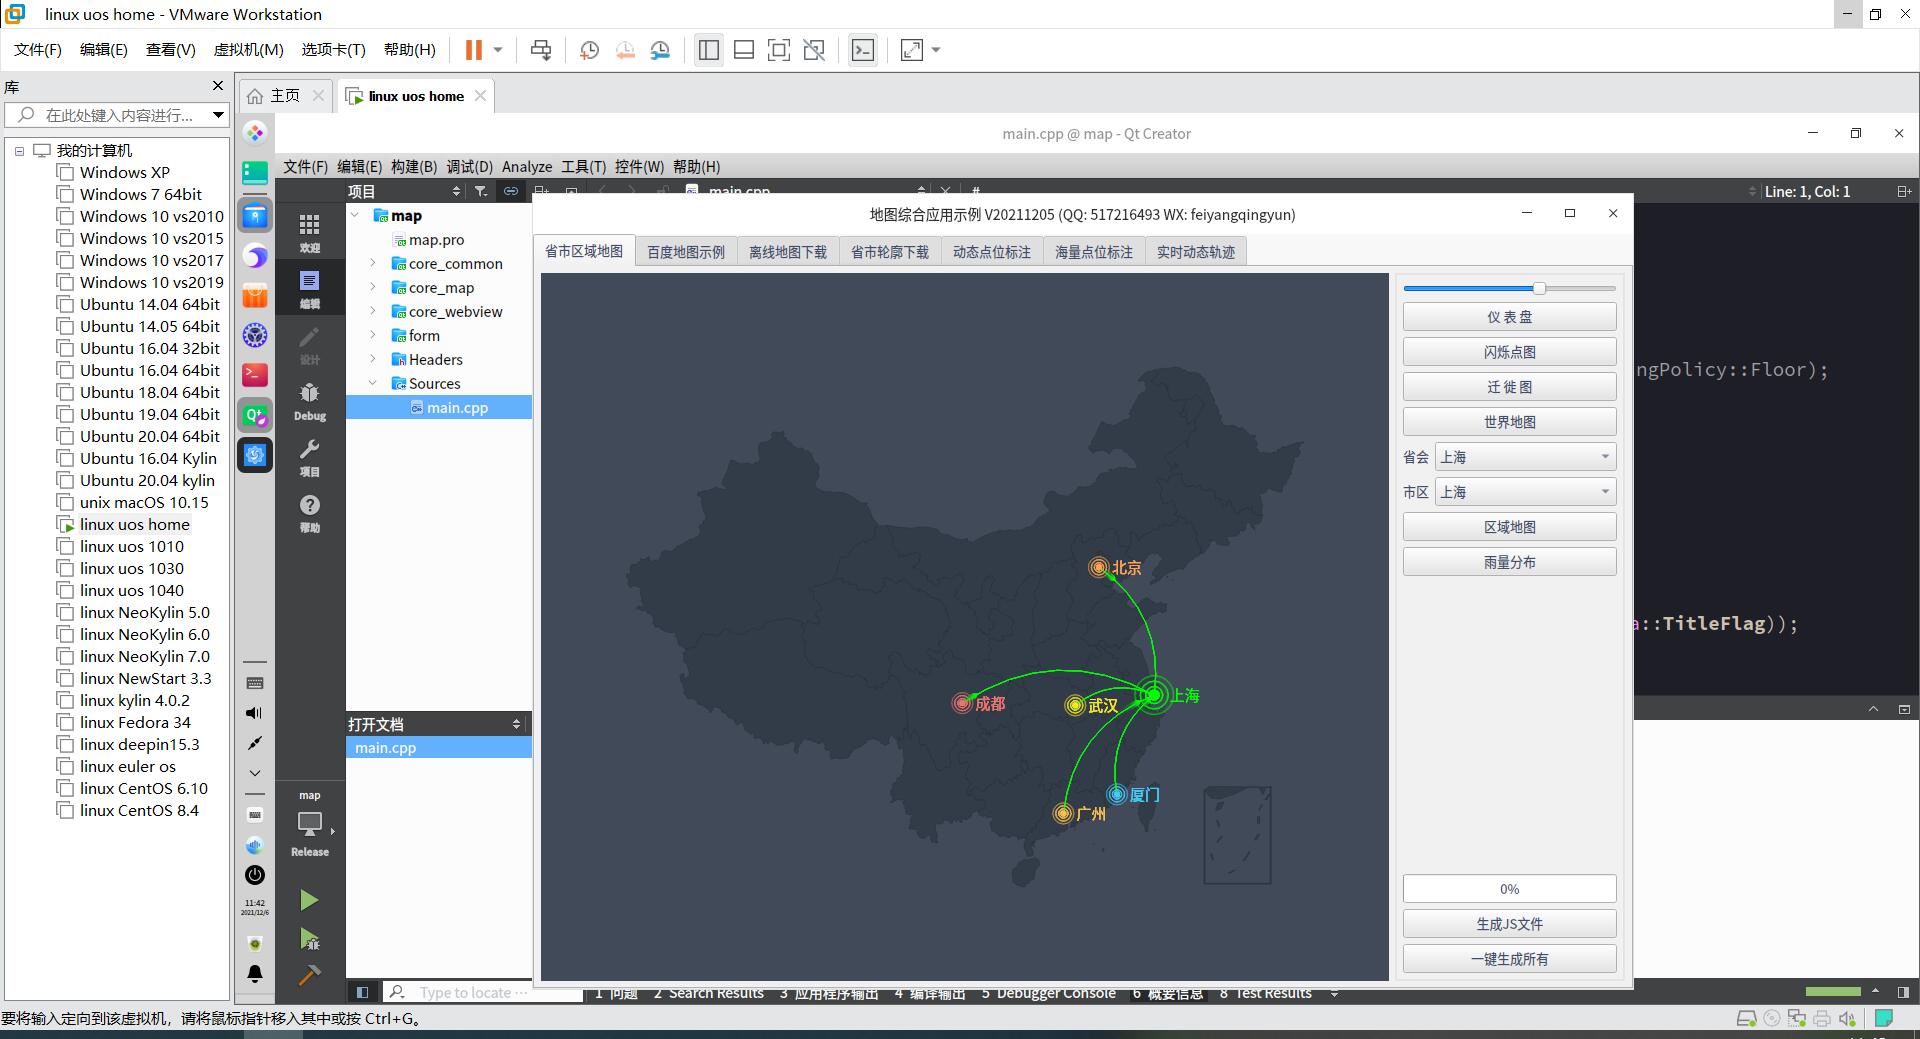 linux uos home - VMware Workstation
文件(F) 编辑(E) 查看(V) 虚拟机(M) 选项卡(T) 帮助(H)
库
在此处键入内容进行...
我的计算机
Windows XP
Windows 7 64bit
Windows 10 vs2010
Windows 10 vs2015
Windows 10 vs2017
Windows 10 vs2019
Ubuntu 14.04 64bit
Ubuntu 14.05 64bit
Ubuntu 16.04 32bit
Ubuntu 16.04 64bit
Ubuntu 18.04 64bit
Ubuntu 19.04 64bit
Ubuntu 20.04 64bit
Ubuntu 16.04 Kylin
Ubuntu 20.04 kylin
unix macOS 10.15
linux uos home
linux uos 1010
linux uos 1030
linux uos 1040
linux NeoKylin 5.0
linux NeoKylin 6.0
linux NeoKylin 7.0
linux NewStart 3.3
linux kylin 4.0.2
linux Fedora 34
linux deepin15.3
linux euler os
linux CentOS 6.10
linux CentOS 8.4
主页
linux uos home
11:42
2021/12/6
main.cpp @ map - Qt Creator
文件(F) 编辑(E) 构建(B) 调试(D) Analyze 工具(T) 控件(W) 帮助(H)
项目
main.cpp
#
Line: 1, Col: 1
欢迎
编辑
设计
Debug
项目
帮助
map
Release
map
map.pro
core_common
core_map
core_webview
form
Headers
Sources
main.cpp
打开文档
main.cpp
地图综合应用示例 V20211205 (QQ: 517216493 WX: feiyangqingyun)
省市区域地图 百度地图示例 离线地图下载 省市轮廓下载 动态点位标注 海量点位标注 实时动态轨迹
北京
上海
成都
武汉
厦门
广州
仪 表 盘
闪烁点图
迁 徙 图
世界地图
省会 上海
市区 上海
区域地图
雨量分布
0%
生成JS文件
一键生成所有
ngPolicy::Floor);
::TitleFlag));
Type to locate ...
1 问题 2 Search Results 3 应用程序输出 4 编译输出 5 Debugger Console 6 概要信息 8 Test Results
要将输入定向到该虚拟机，请将鼠标指针移入其中或按 Ctrl+G。